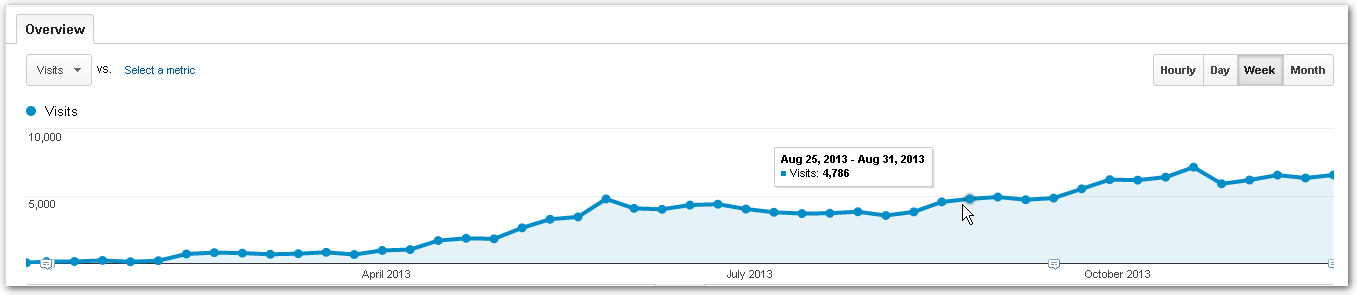 Overview
Visits vs. Select a metric Hourly Day Week Month
Visits
10,000
Aug 25, 2013 - Aug 31, 2013
Visits: 4,786
5,000
April 2013 July 2013 October 2013